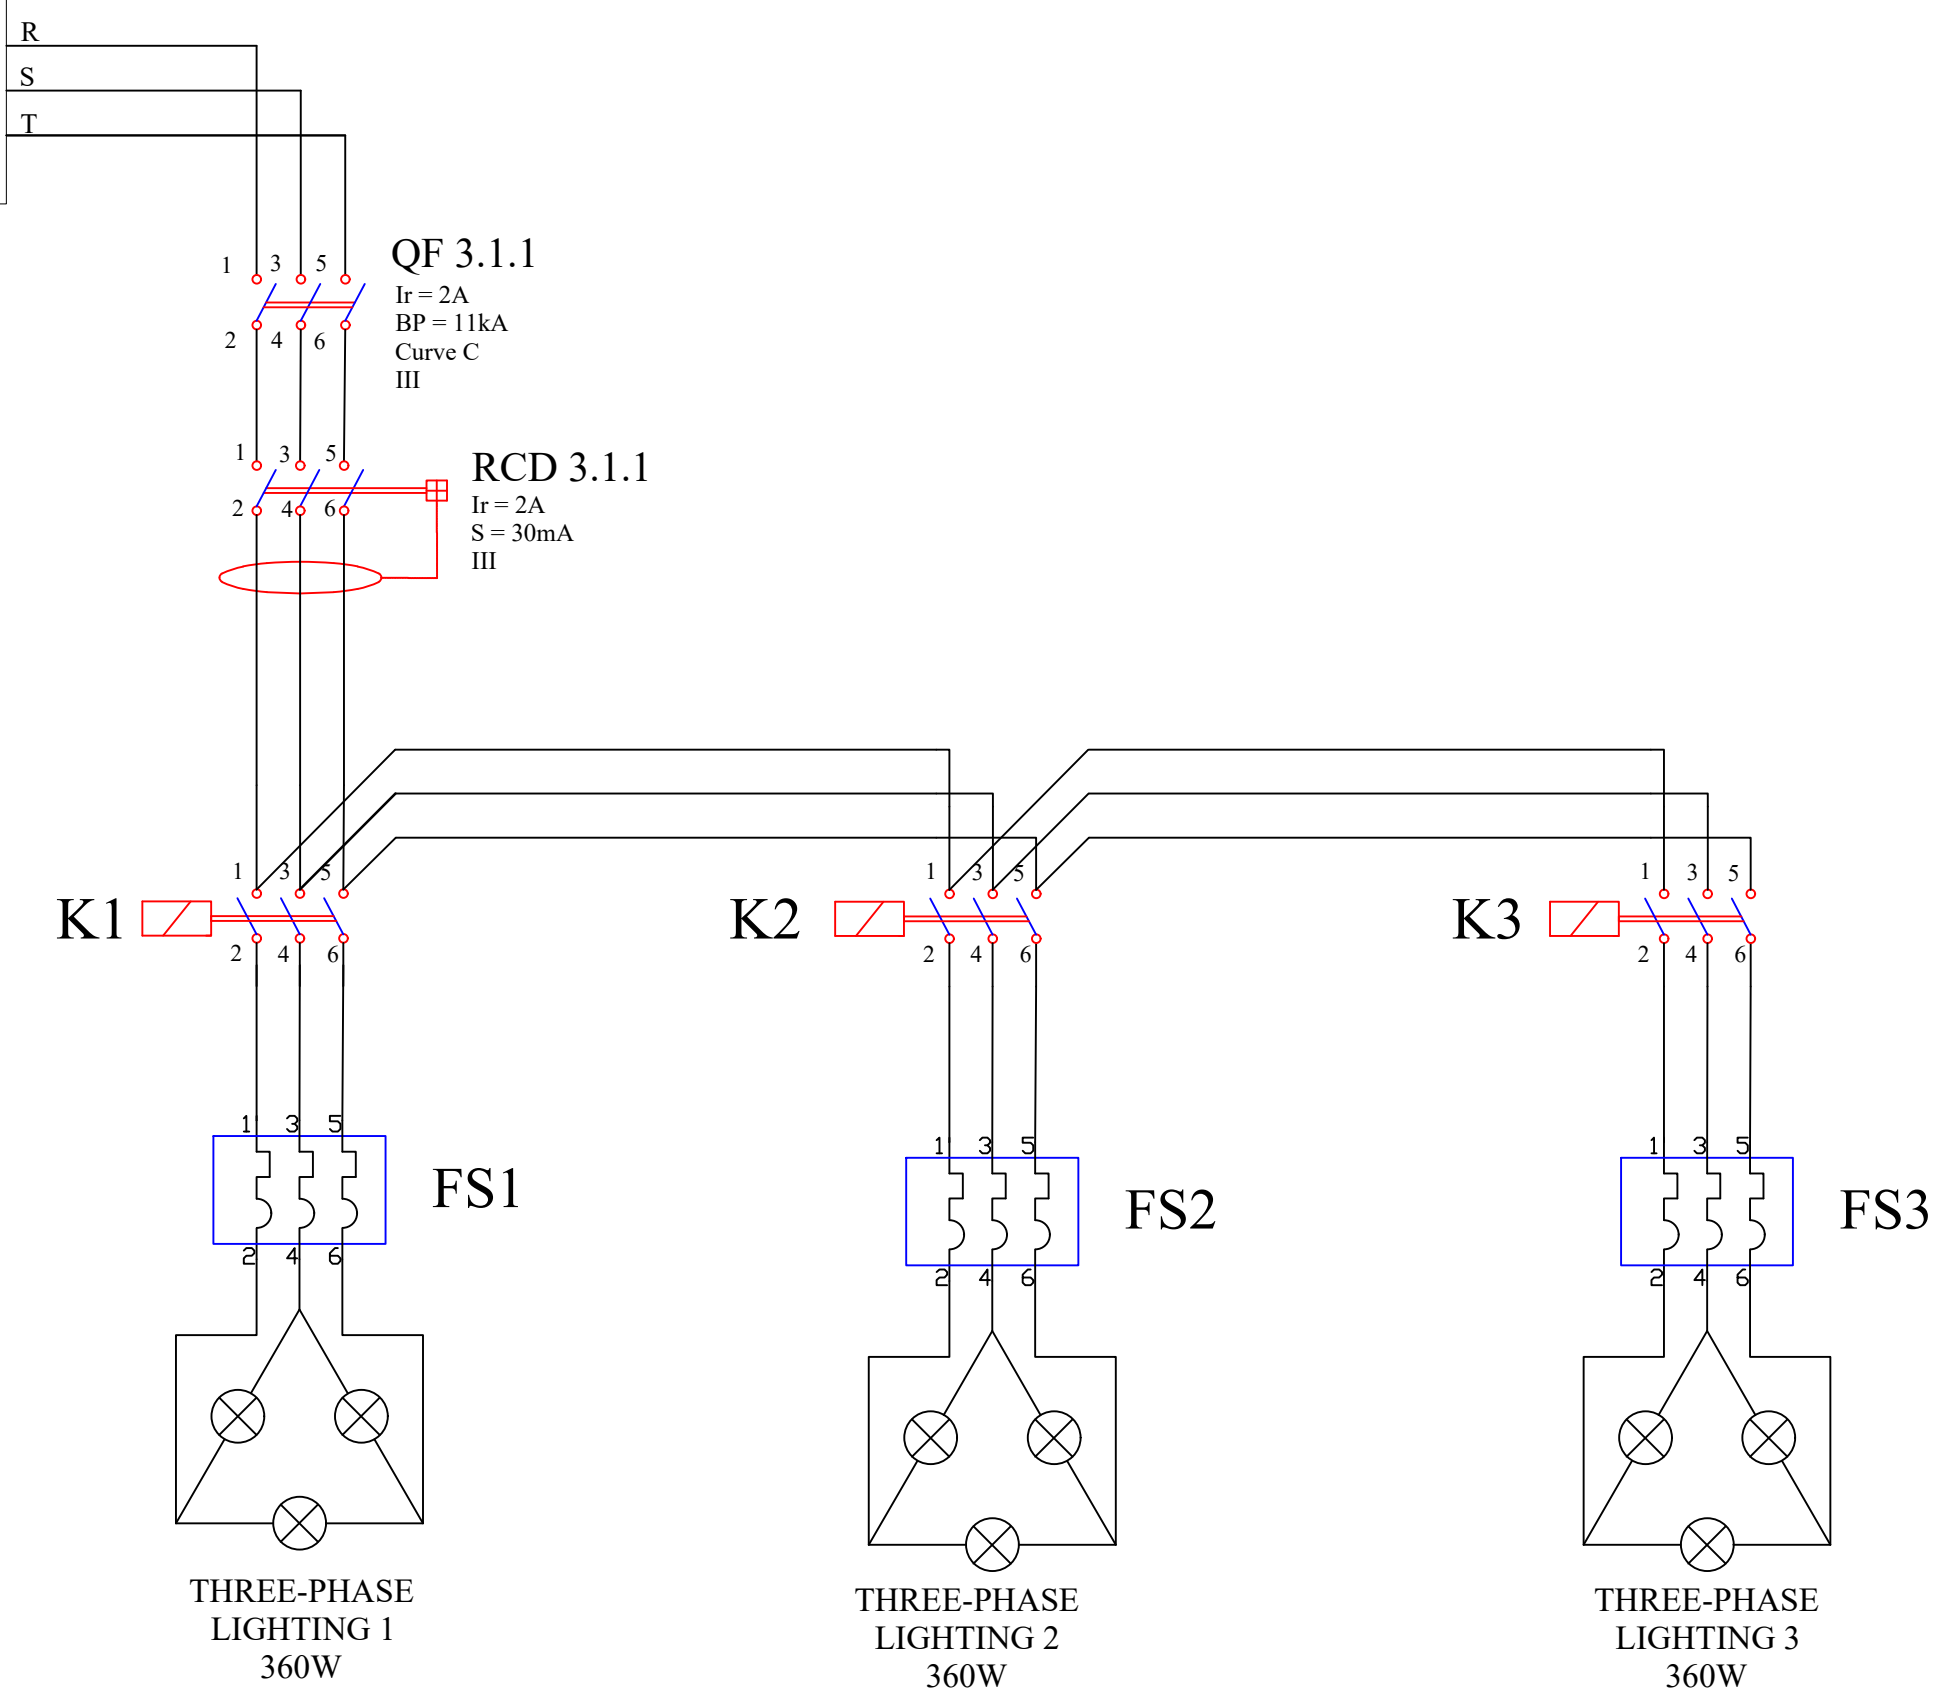 R
S
T
1 3 5
QF 3.1.1
Ir = 2A
BP = 11kA
Curve C
III
2 4 6
1 3 5
RCD 3.1.1
Ir = 2A
S = 30mA
III
2 4 6
1 3 5
K1
2 4 6
1 3 5
K2
2 4 6
1 3 5
K3
2 4 6
1 3 5
FS1
2 4 6
1 3 5
FS2
2 4 6
1 3 5
FS3
2 4 6
THREE-PHASE
LIGHTING 1
360W
THREE-PHASE
LIGHTING 2
360W
THREE-PHASE
LIGHTING 3
360W